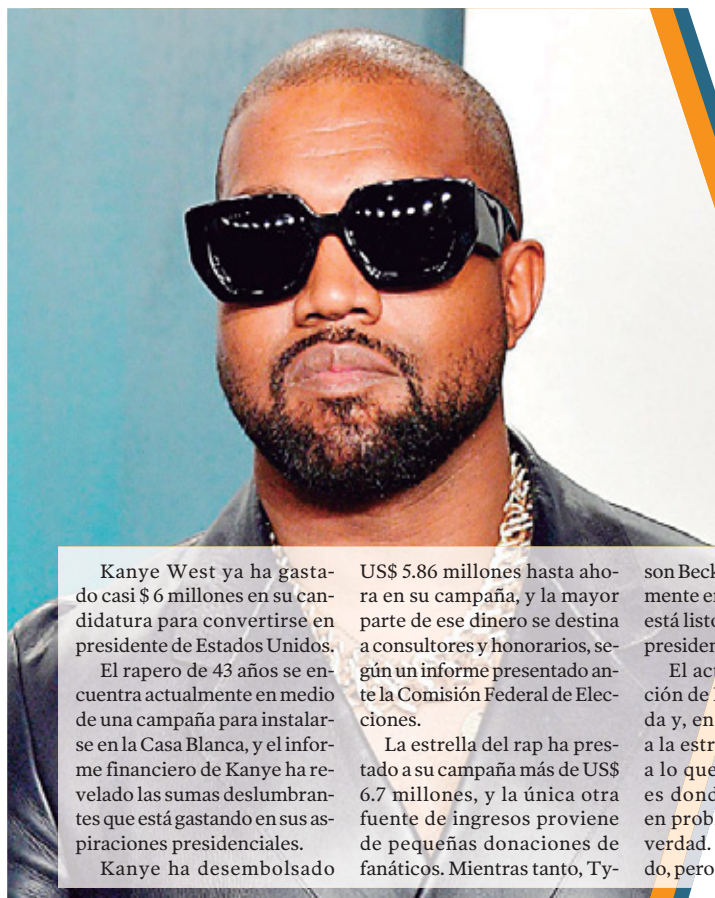 Kanye West ya ha gasta-
do casi $ 6 millones en su can-
didatura para convertirse en
presidente de Estados Unidos.
El rapero de 43 años se en-
cuentra actualmente en medio
de una campaña para instalar-
se en la Casa Blanca, y el infor-
me financiero de Kanye ha re-
velado las sumas deslumbran-
tes que está gastando en sus as-
piraciones presidenciales.
Kanye ha desembolsado
US$ 5.86 millones hasta aho-
ra en su campaña, y la mayor
parte de ese dinero se destina
a consultores y honorarios, se-
gún un informe presentado an-
te la Comisión Federal de Elec-
ciones.
La estrella del rap ha pres-
tado a su campaña más de US$
6.7 millones, y la única otra
fuente de ingresos proviene
de pequeñas donaciones de
fanáticos. Mientras tanto, Ty-
son Beck
mente e
está listo
presiden
El act
ción de
da y, en
a la estr
a lo que
es dond
en prob
verdad.
do, pero